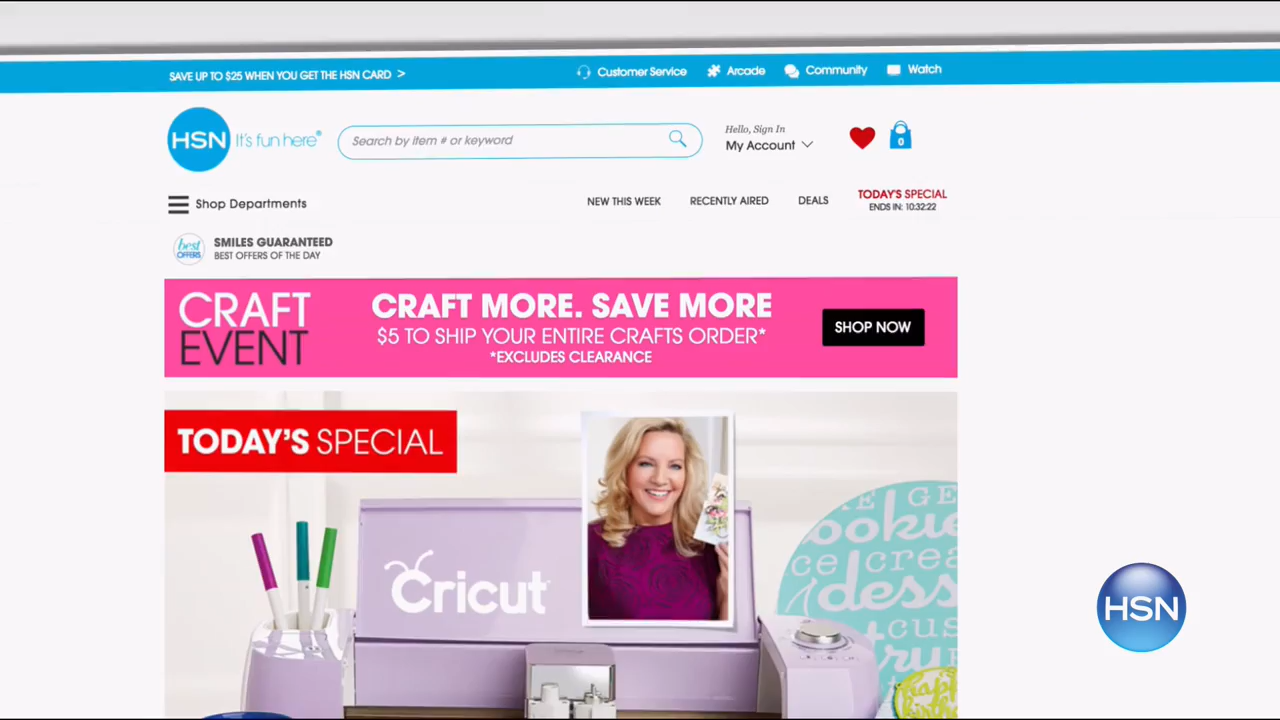 SAVE UP TO $25 WHEN YOU GET THE HSN CARD >
Customer Service
Arcade
Community
Watch
HSN It's fun here®
Search by item # or keyword
Hello, Sign In
My Account
0
Shop Departments
NEW THIS WEEK
RECENTLY AIRED
DEALS
TODAY'S SPECIAL
ENDS IN: 10:32:22
best
OFFERS
SMILES GUARANTEED
BEST OFFERS OF THE DAY
CRAFT
EVENT
CRAFT MORE. SAVE MORE
$5 TO SHIP YOUR ENTIRE CRAFTS ORDER*
*EXCLUDES CLEARANCE
SHOP NOW
TODAY'S SPECIAL
Cricut
HSN